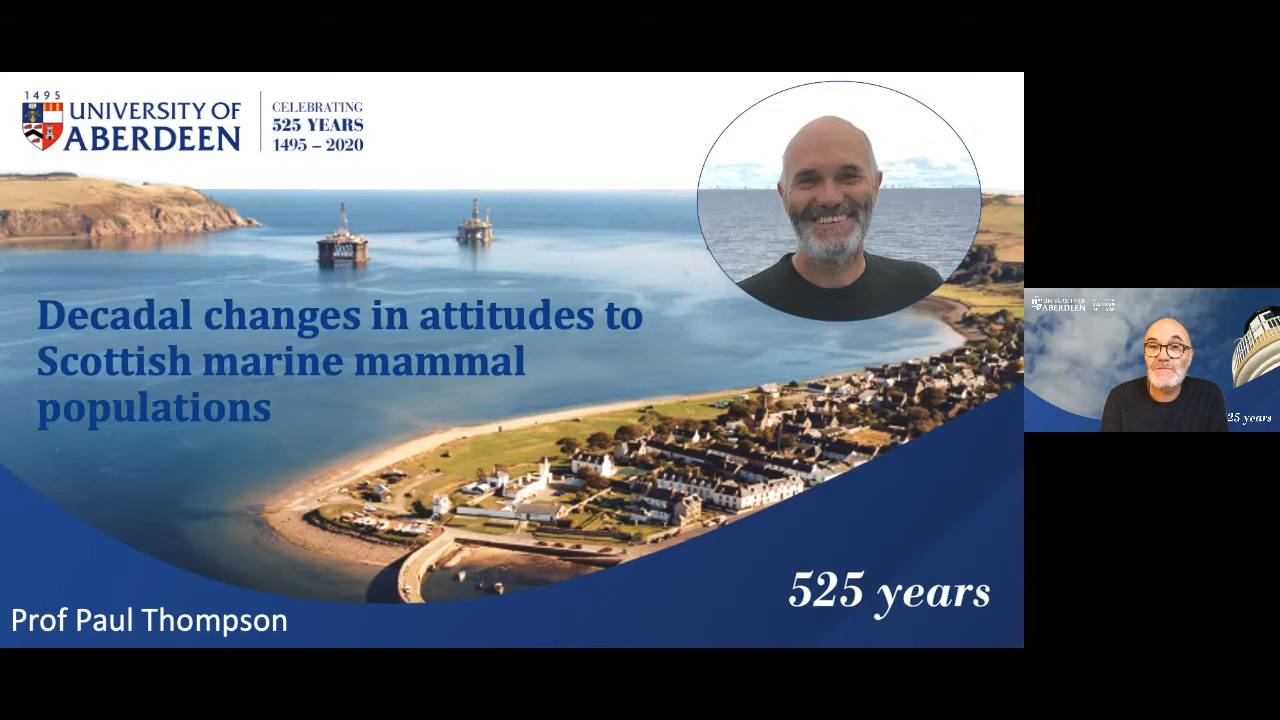 1495
UNIVERSITY OF
ABERDEEN
CELEBRATING
525 YEARS
1495 – 2020
Decadal changes in attitudes to
Scottish marine mammal
populations
525 years
Prof Paul Thompson
UNIVERSITY OF
ABERDEEN
25 years